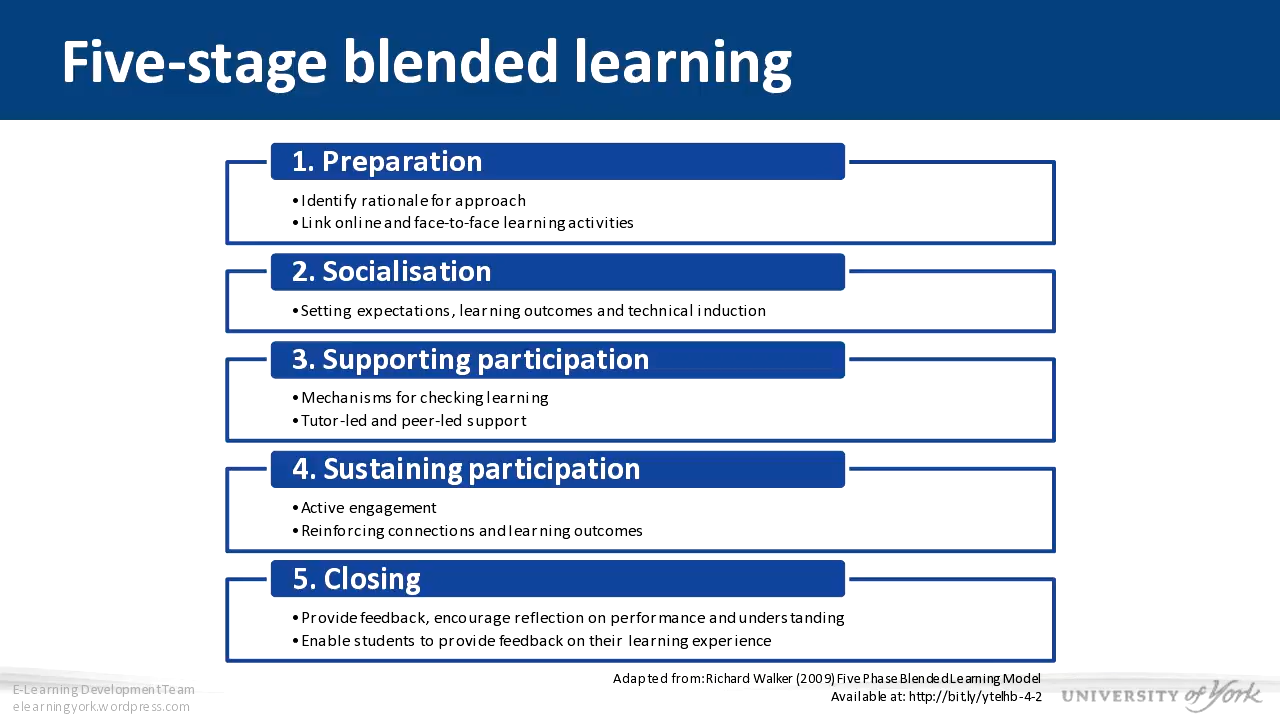 Five-stage blended learning
1. Preparation
•Identify rationale for approach
•Link online and face-to-face learning activities
2. Socialisation
•Setting expectations, learning outcomes and technical induction
3. Supporting participation
•Mechanisms for checking learning
•Tutor-led and peer-led support
4. Sustaining participation
•Active engagement
•Reinforcing connections and learning outcomes
5. Closing
•Provide feedback, encourage reflection on performance and understanding
•Enable students to provide feedback on their learning experience
Adapted from: Richard Walker (2009) Five Phase Blended Learning Model
Available at: http://bit.ly/ytelhb-4-2
E-Learning Development Team
elearningyork.wordpress.com
UNIVERSITY of York